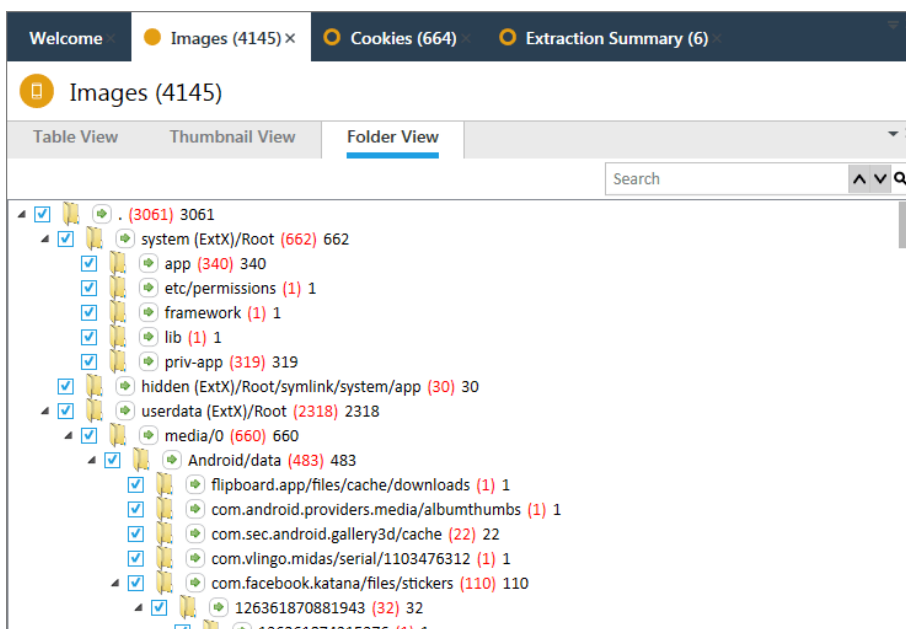 Welcome × Images (4145) × Cookies (664) × Extraction Summary (6) ×
Images (4145)
Table View Thumbnail View Folder View
Search
. (3061) 3061
system (ExtX)/Root (662) 662
app (340) 340
etc/permissions (1) 1
framework (1) 1
lib (1) 1
priv-app (319) 319
hidden (ExtX)/Root/symlink/system/app (30) 30
userdata (ExtX)/Root (2318) 2318
media/0 (660) 660
Android/data (483) 483
flipboard.app/files/cache/downloads (1) 1
com.android.providers.media/albumthumbs (1) 1
com.sec.android.gallery3d/cache (22) 22
com.vlingo.midas/serial/1103476312 (1) 1
com.facebook.katana/files/stickers (110) 110
126361870881943 (32) 32